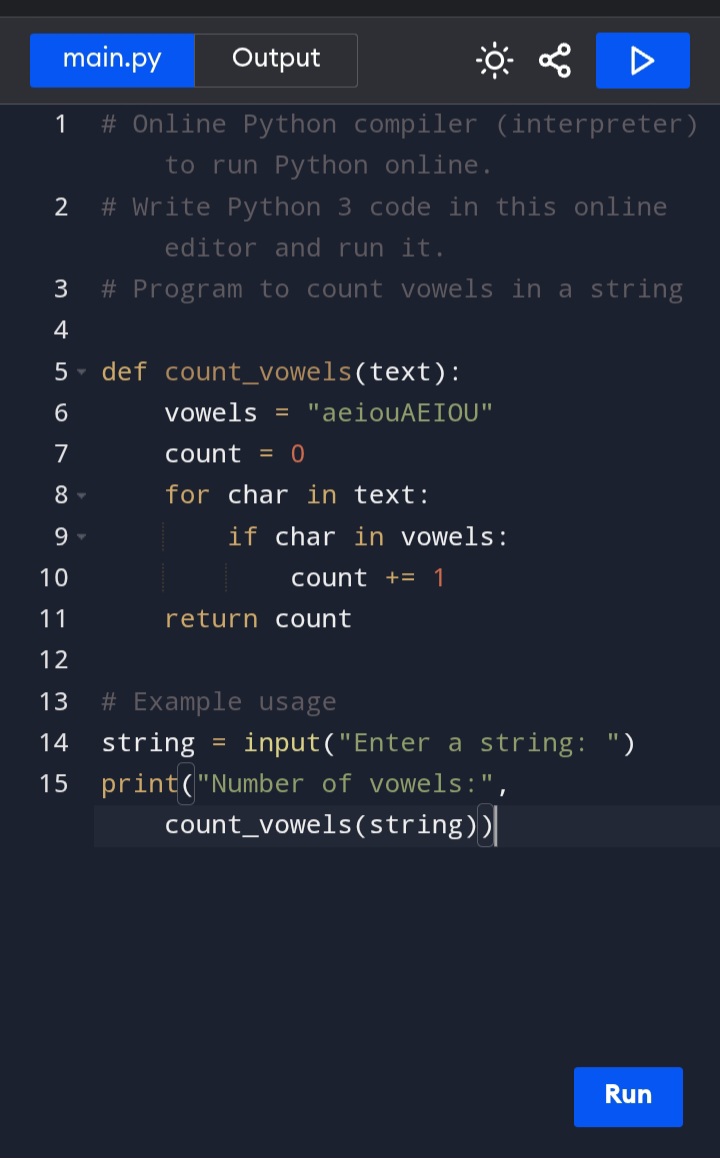 main.py Output
1 # Online Python compiler (interpreter)
to run Python online.
2 # Write Python 3 code in this online
editor and run it.
3 # Program to count vowels in a string
4
5 def count_vowels(text):
6     vowels = "aeiouAEIOU"
7     count = 0
8     for char in text:
9         if char in vowels:
10             count += 1
11     return count
12
13 # Example usage
14 string = input("Enter a string: ")
15 print("Number of vowels:",
count_vowels(string))
Run